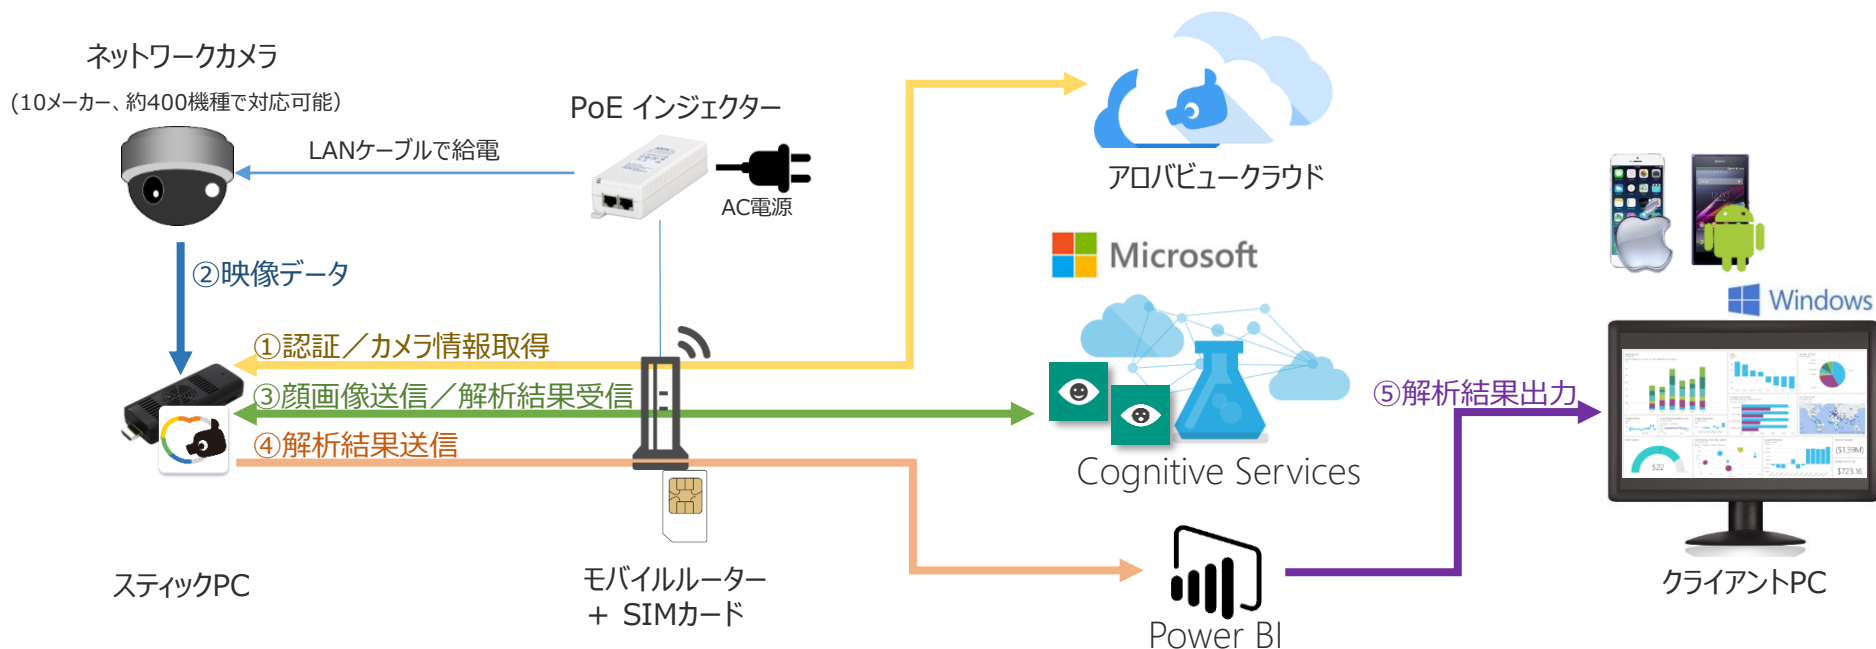 ネットワークカメラ
(10メーカー、約400機種で対応可能)
PoE インジェクター
LANケーブルで給電
AC電源
アロバビュークラウド
②映像データ
Microsoft
Windows
①認証／カメラ情報取得
③顔画像送信／解析結果受信
④解析結果送信
⑤解析結果出力
Cognitive Services
522
($1.39M)
$723.16
スティックPC
モバイルルーター
+ SIMカード
Power BI
クライアントPC